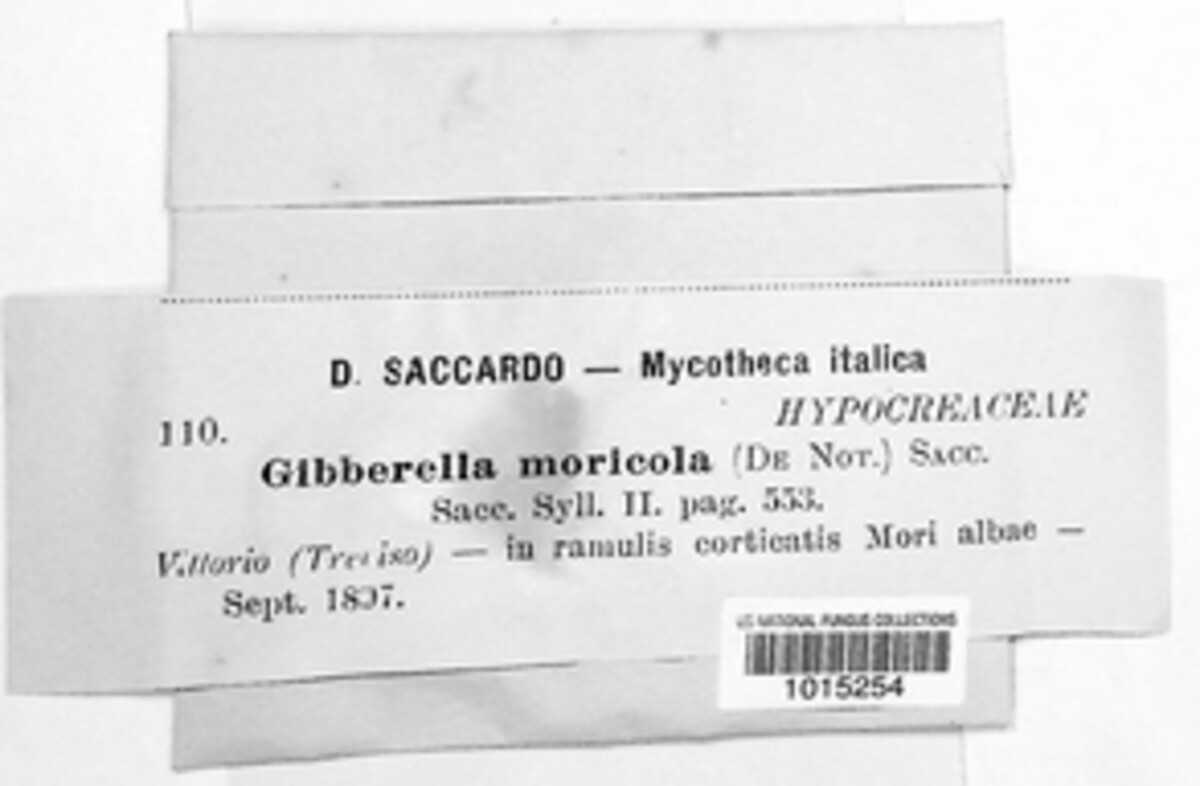 D. SACCARDO — Mycotheca italica
HYPOCREACEAE
110.
Gibberella moricola (DE NOT.) SACC.
Sacc. Syll. II. pag. 553.
Vittorio (Treviso) — in ramulis corticatis Mori albae —
Sept. 1897.
US NATIONAL FUNGUS COLLECTIONS
1015254